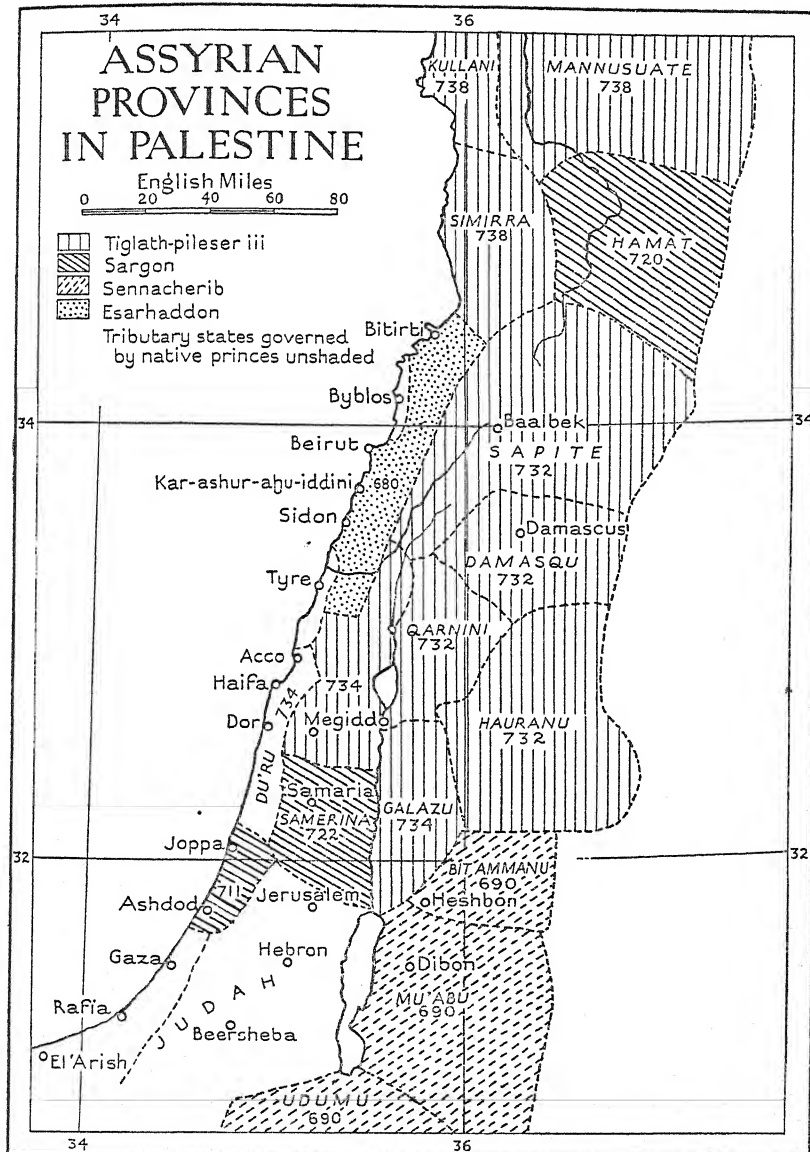 34
36
ASSYRIAN
PROVINCES
IN PALESTINE
English Miles
0 20 40 60 80
Tiglath-pileser iii
Sargon
Sennacherib
Esarhaddon
Tributary states governed
by native princes unshaded
KULLANI
738
MANNUSUATE
738
SIMIRRA
738
HAMAT
720
Bitirti
Byblos
34
34
Baalbek
Beirut
SAPITE
732
Kar-ashur-aḫu-iddini
680
Sidon
Damascus
DAMASQU
732
Tyre
QARNINI
732
Acco
Haifa
734
734
Dor
Megiddo
HAURANU
732
DU'RU
Samaria
SAMERINA
722
GALAZU
734
Joppa
32
32
BIT AMMANU
690
711
Ashdod
Jerusalem
Heshbon
Gaza
Hebron
Dibon
JUDAH
MU'ABU
690
Rafia
Beersheba
El'Arish
UDUMU
690
34
36